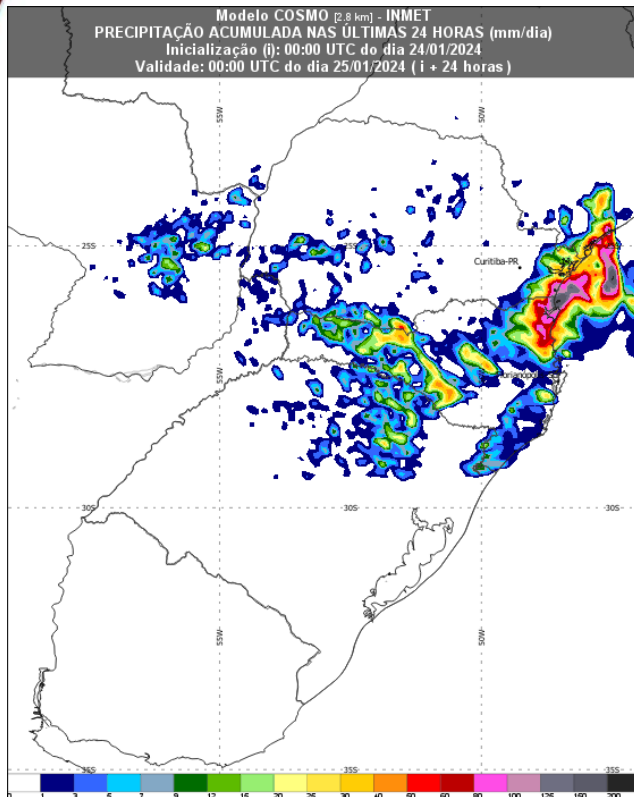 Modelo COSMO [2.8 km] - INMET
PRECIPITAÇÃO ACUMULADA NAS ÚLTIMAS 24 HORAS (mm/dia)
Inicialização (i): 00:00 UTC do dia 24/01/2024
Validade: 00:00 UTC do dia 25/01/2024 ( i + 24 horas )
55W 50W
25S 25S 25S
Curitiba-PR
55W
30S 30S 30S
55W 50W
35S 35S 35S
0 1 3 5 7 9 12 15 20 25 30 40 50 60 80 100 125 150 200